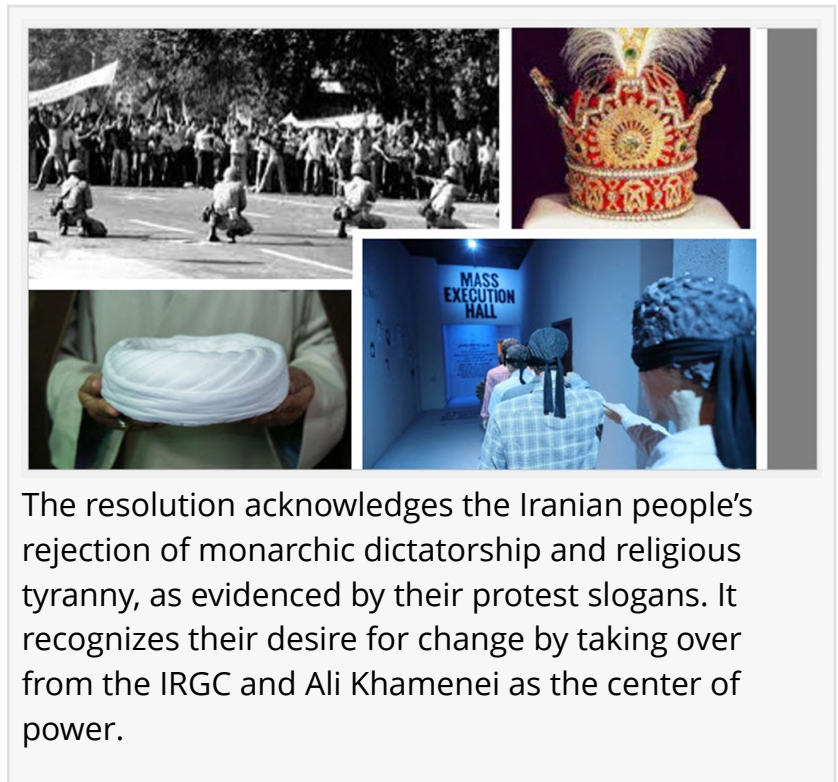 MASS
EXECUTION
HALL
The resolution acknowledges the Iranian people’s
rejection of monarchic dictatorship and religious
tyranny, as evidenced by their protest slogans. It
recognizes their desire for change by taking over
from the IRGC and Ali Khamenei as the center of
power.